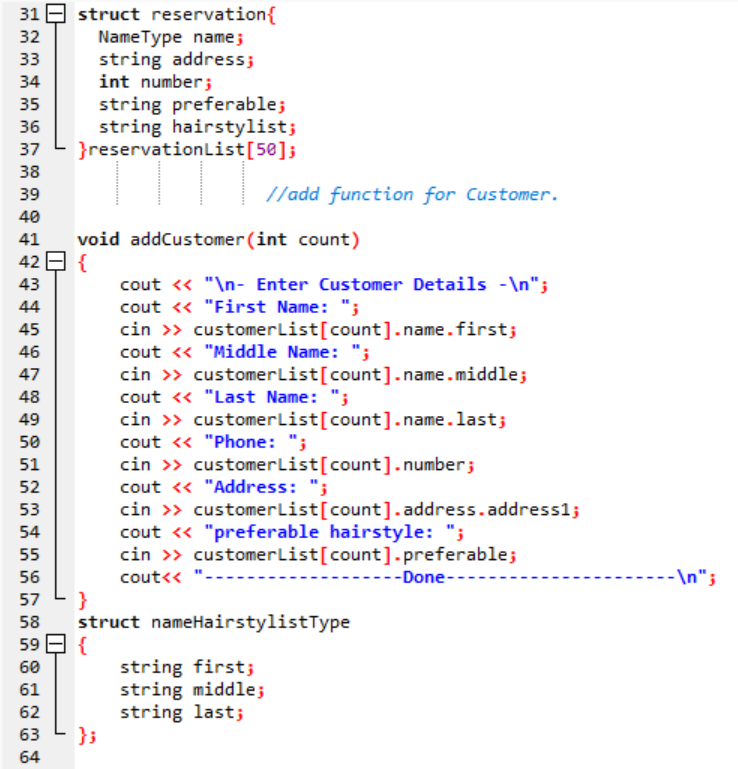 31 struct reservation{
32 NameType name;
33 string address;
34 int number;
35 string preferable;
36 string hairstylist;
37 }reservationList[50];
38
39 //add function for Customer.
40
41 void addCustomer(int count)
42 {
43 cout << "\n- Enter Customer Details -\n";
44 cout << "First Name: ";
45 cin >> customerList[count].name.first;
46 cout << "Middle Name: ";
47 cin >> customerList[count].name.middle;
48 cout << "Last Name: ";
49 cin >> customerList[count].name.last;
50 cout << "Phone: ";
51 cin >> customerList[count].number;
52 cout << "Address: ";
53 cin >> customerList[count].address.address1;
54 cout << "preferable hairstyle: ";
55 cin >> customerList[count].preferable;
56 cout<< "-------------------Done----------------------\n";
57 }
58 struct nameHairstylistType
59 {
60 string first;
61 string middle;
62 string last;
63 };
64